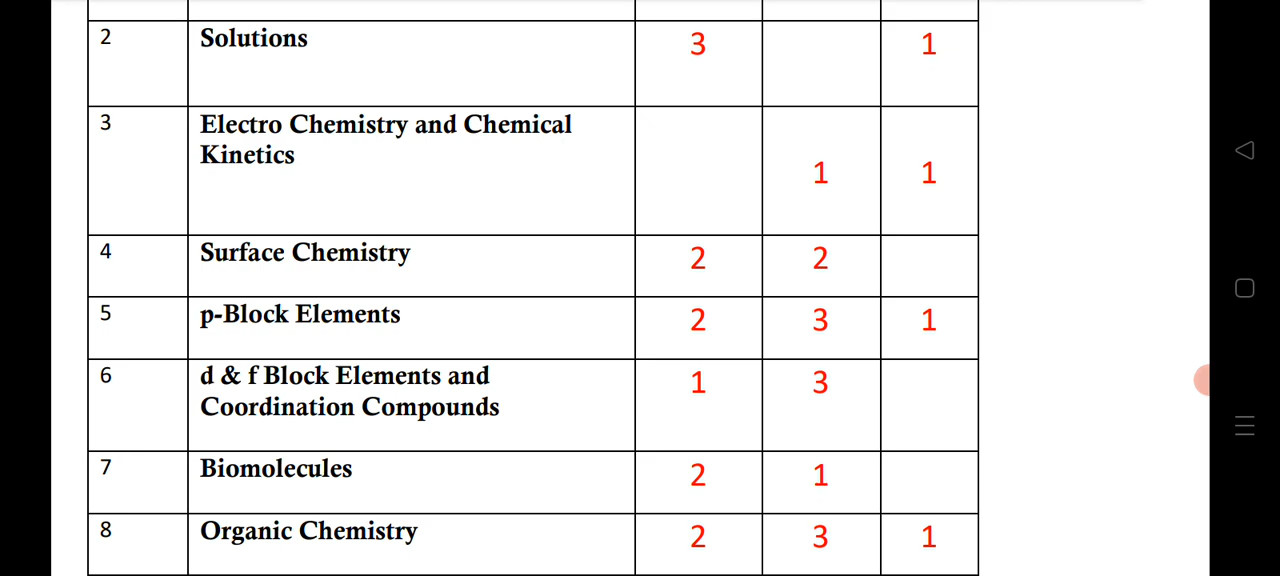 2 Solutions 3 1
3 Electro Chemistry and Chemical
Kinetics
1 1
4 Surface Chemistry 2 2
5 p-Block Elements 2 3 1
6 d & f Block Elements and 1 3
Coordination Compounds
7 Biomolecules 2 1
8 Organic Chemistry 2 3 1